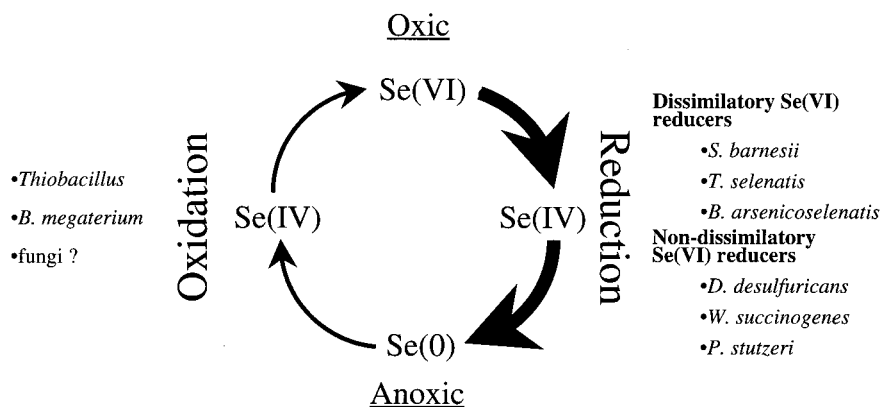 Oxic
Se(VI)
Oxidation
•Thiobacillus
•B. megaterium
•fungi ?
Se(IV)
Se(IV)
Reduction
Dissimilatory Se(VI)
reducers
•S. barnesii
•T. selenatis
•B. arsenicoselenatis
Non-dissimilatory
Se(VI) reducers
•D. desulfuricans
•W. succinogenes
•P. stutzeri
Se(0)
Anoxic